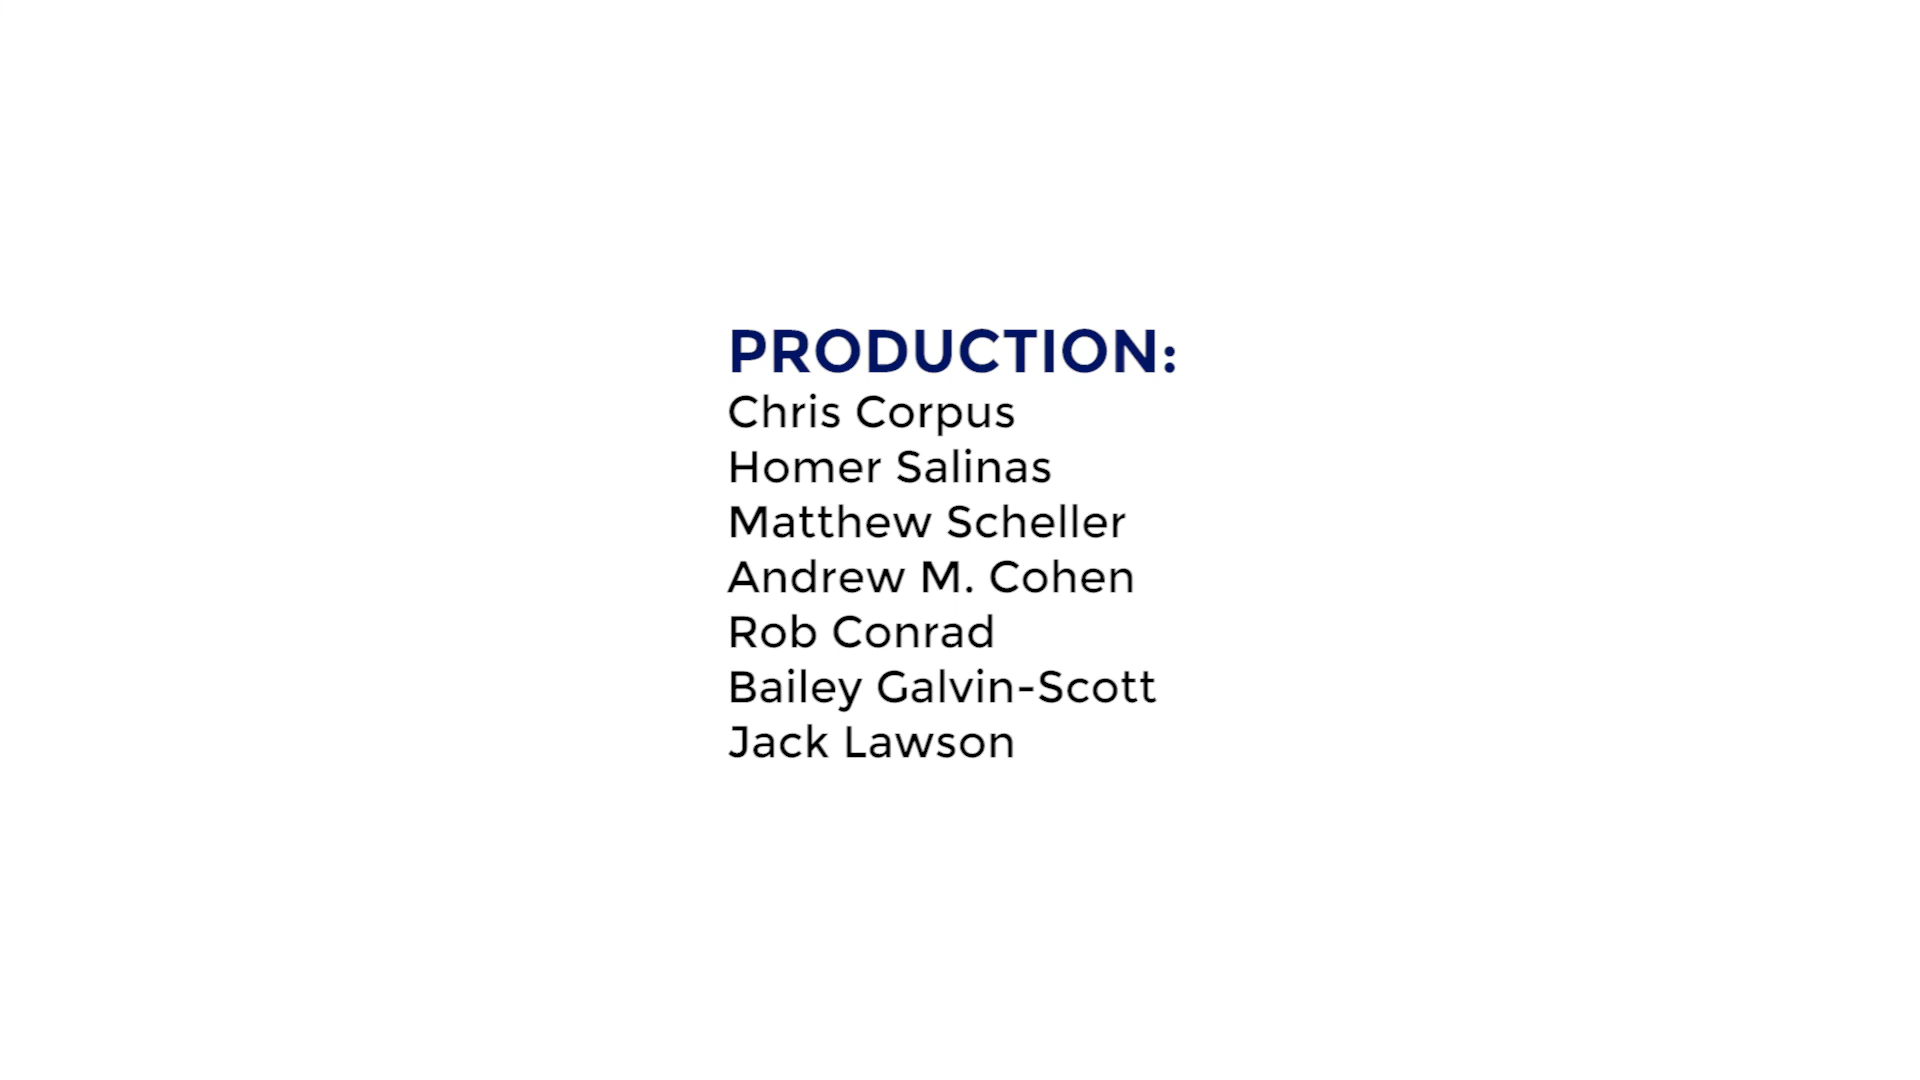 PRODUCTION:
Chris Corpus
Homer Salinas
Matthew Scheller
Andrew M. Cohen
Rob Conrad
Bailey Galvin-Scott
Jack Lawson